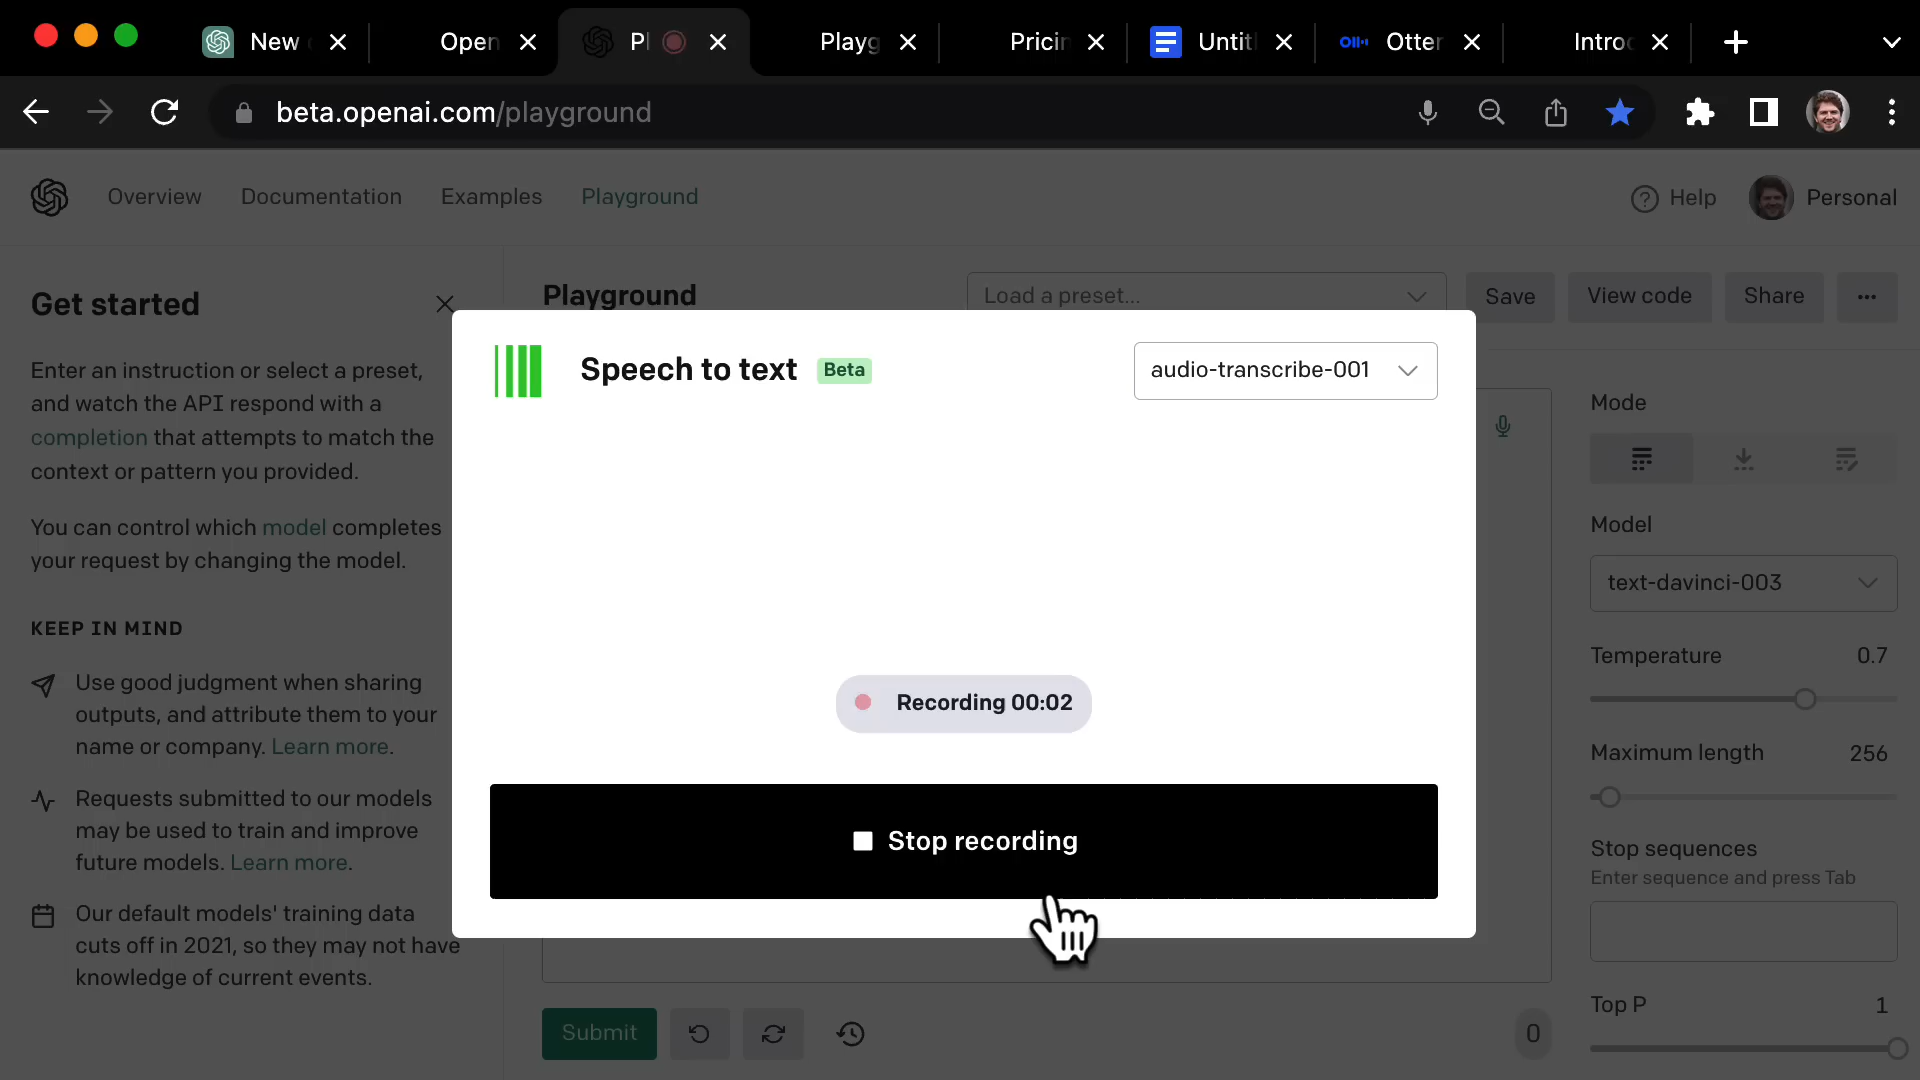 New
Open
Pl
Playg
Pricin
Untit
Otter
Introd
beta.openai.com/playground
Overview
Documentation
Examples
Playground
Help
Personal
Get started
Enter an instruction or select a preset,
and watch the API respond with a
completion that attempts to match the
context or pattern you provided.
You can control which model completes
your request by changing the model.
KEEP IN MIND
Use good judgment when sharing
outputs, and attribute them to your
name or company. Learn more.
Requests submitted to our models
may be used to train and improve
future models. Learn more.
Our default models' training data
cuts off in 2021, so they may not have
knowledge of current events.
Playground
Load a preset...
Save
View code
Share
Speech to text
Beta
audio-transcribe-001
Recording 00:02
Stop recording
Submit
0
Mode
Model
text-davinci-003
Temperature
0.7
Maximum length
256
Stop sequences
Enter sequence and press Tab
Top P
1